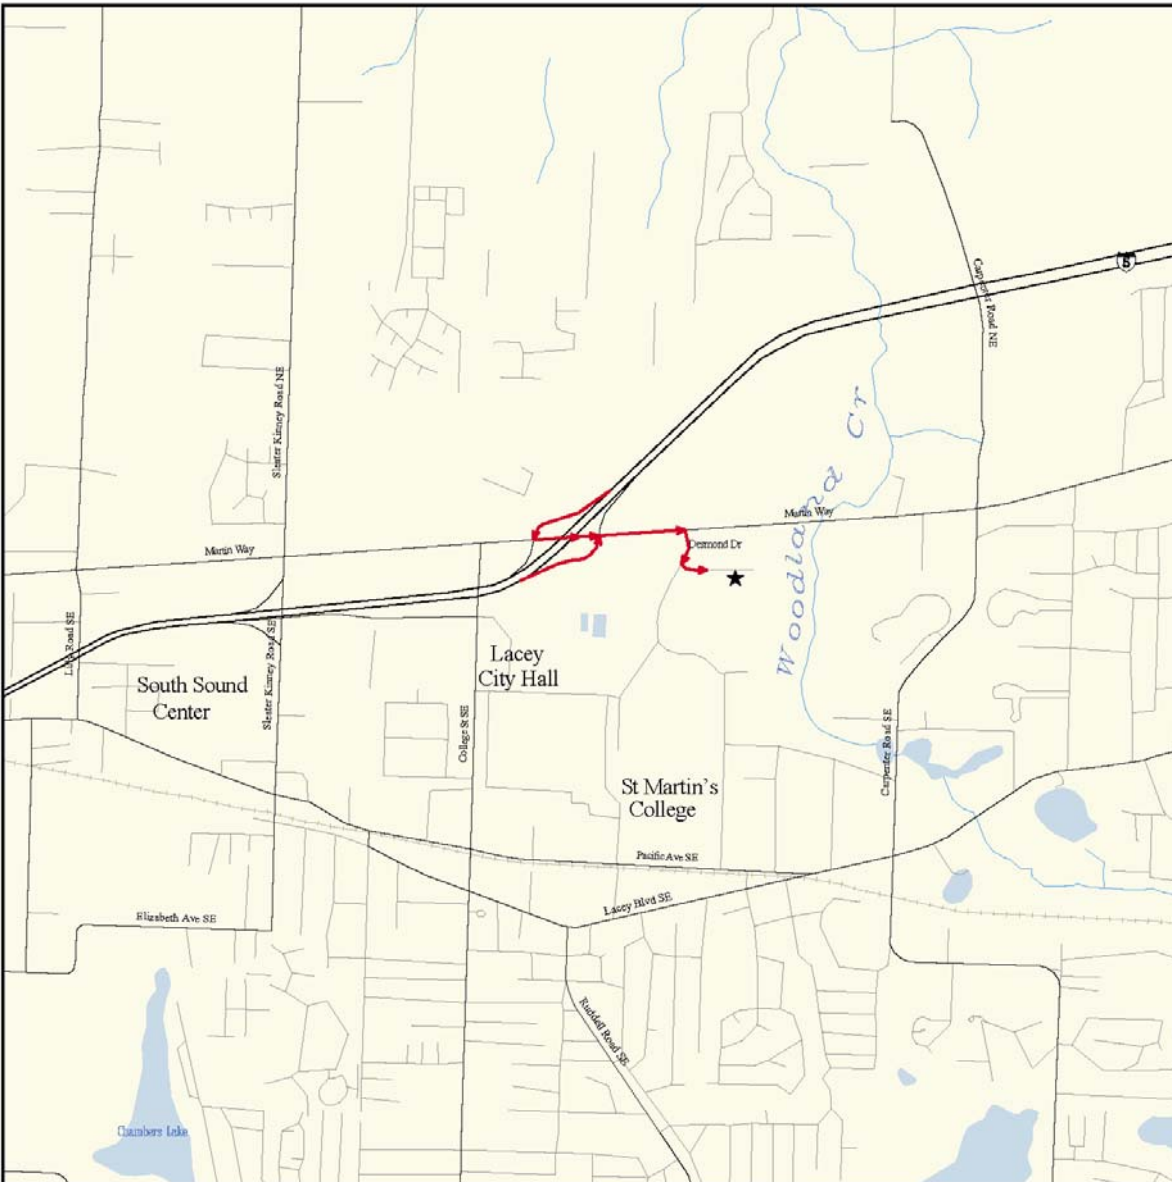 5
Carpenter Road NE
Sleater Kinney Road NE
Woodland Cr
Martin Way
Martin Way
Desmond Dr
Sleater Kinney Road SE
Lacey
City Hall
South Sound
Center
College St SE
Carpenter Road SE
St Martin's
College
Pacific Ave SE
Lacey Blvd SE
Elizabeth Ave SE
Ruddell Road SE
Chambers Lake